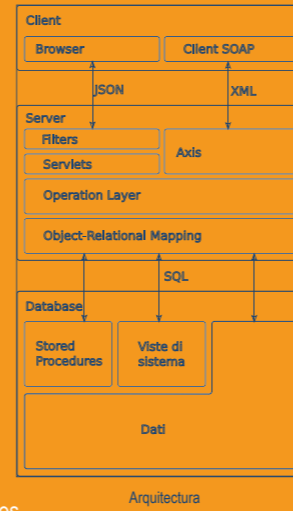 Client
Browser
Client SOAP
JSON
XML
Server
Filters
Axis
Servlets
Operation Layer
Object-Relational Mapping
SQL
Database
Stored
Procedures
Viste di
sistema
Dati
Arquitectura